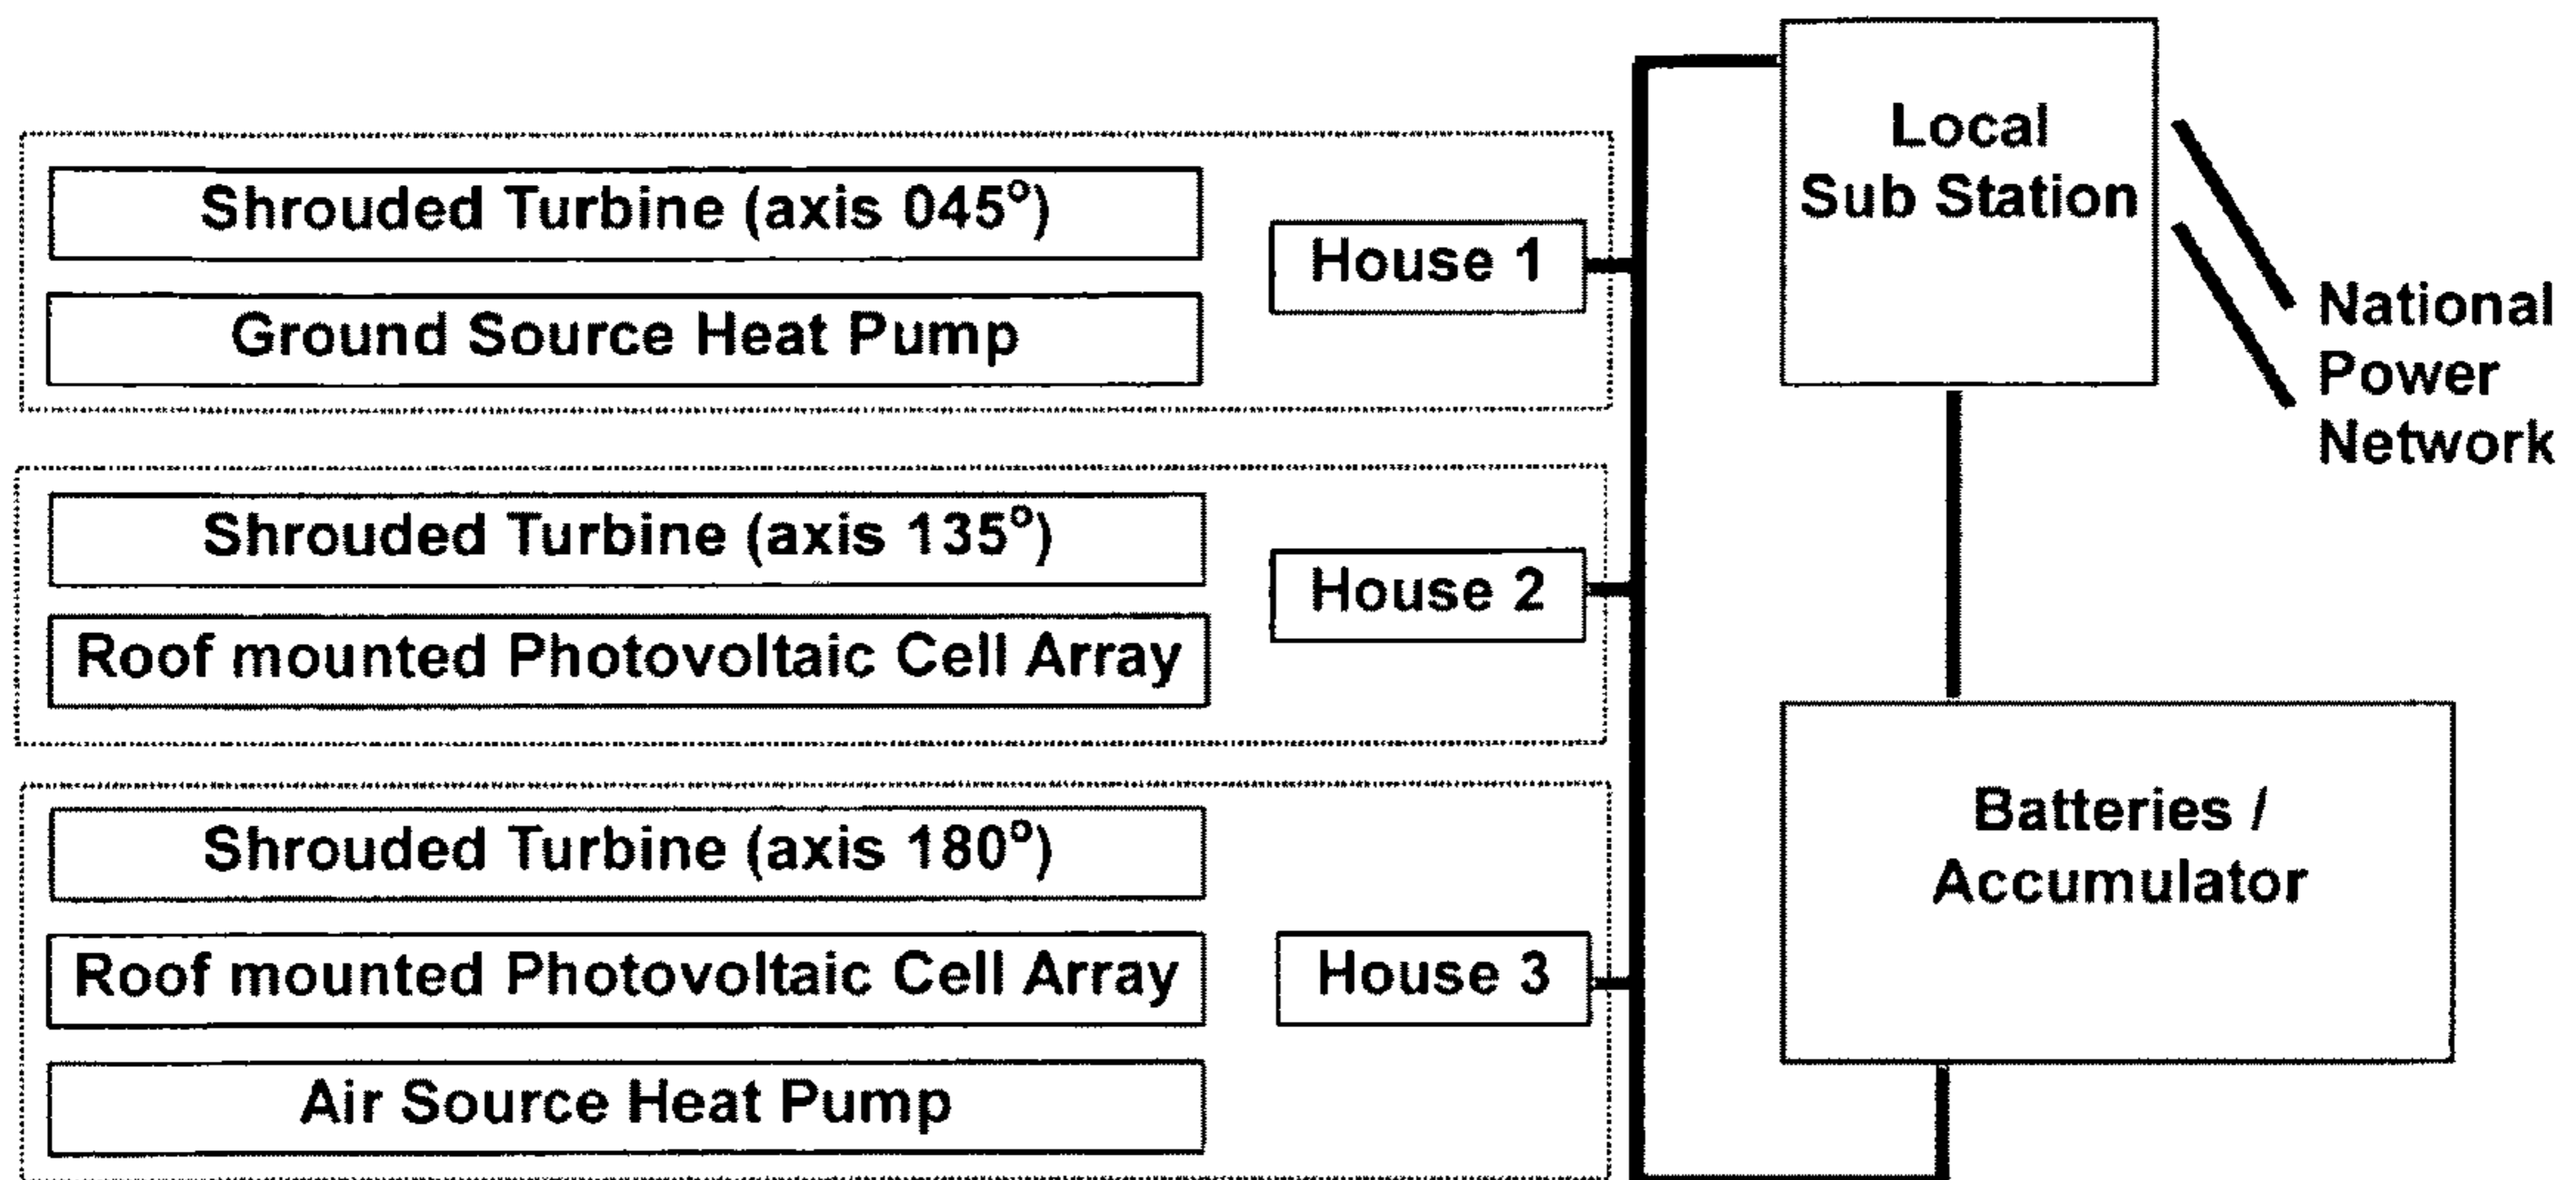 Shrouded Turbine (axis 045°)
Ground Source Heat Pump
House 1
Shrouded Turbine (axis 135°)
Roof mounted Photovoltaic Cell Array
House 2
Shrouded Turbine (axis 180°)
Roof mounted Photovoltaic Cell Array
Air Source Heat Pump
House 3
Local
Sub Station
National
Power
Network
Batteries /
Accumulator